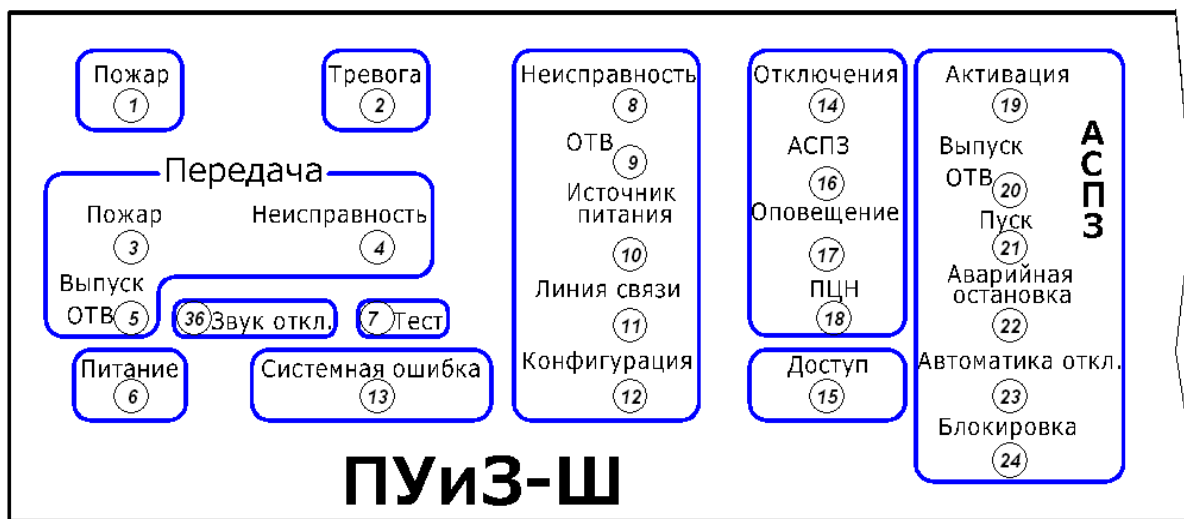 Пожар
1
Тревога
2
Передача
Пожар
3
Неисправность
4
Выпуск
ОТВ 5
36 Звук откл.
7 Тест
Питание
6
Системная ошибка
13
Неисправность
8
ОТВ
9
Источник
питания
10
Линия связи
11
Конфигурация
12
Отключения
14
АСПЗ
16
Оповещение
17
ПЦН
18
Доступ
15
Активация
19
Выпуск
ОТВ 20
Пуск
21
Аварийная
остановка
22
Автоматика откл.
23
Блокировка
24
АСПЗ
ПУиЗ-Ш